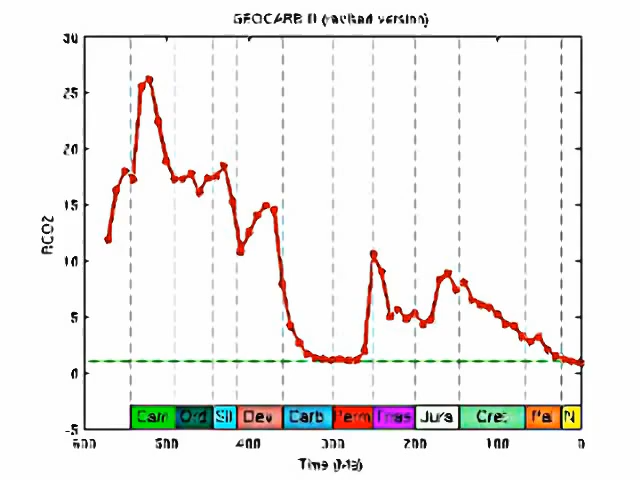 GEOCARB II (revised version)
30
25
20
15
10
5
0
-5
RCO2
Cam Ord Sil Dev Carb Perm Trias Jura Cret Pal N
600 500 400 300 200 100 0
Time (Ma)